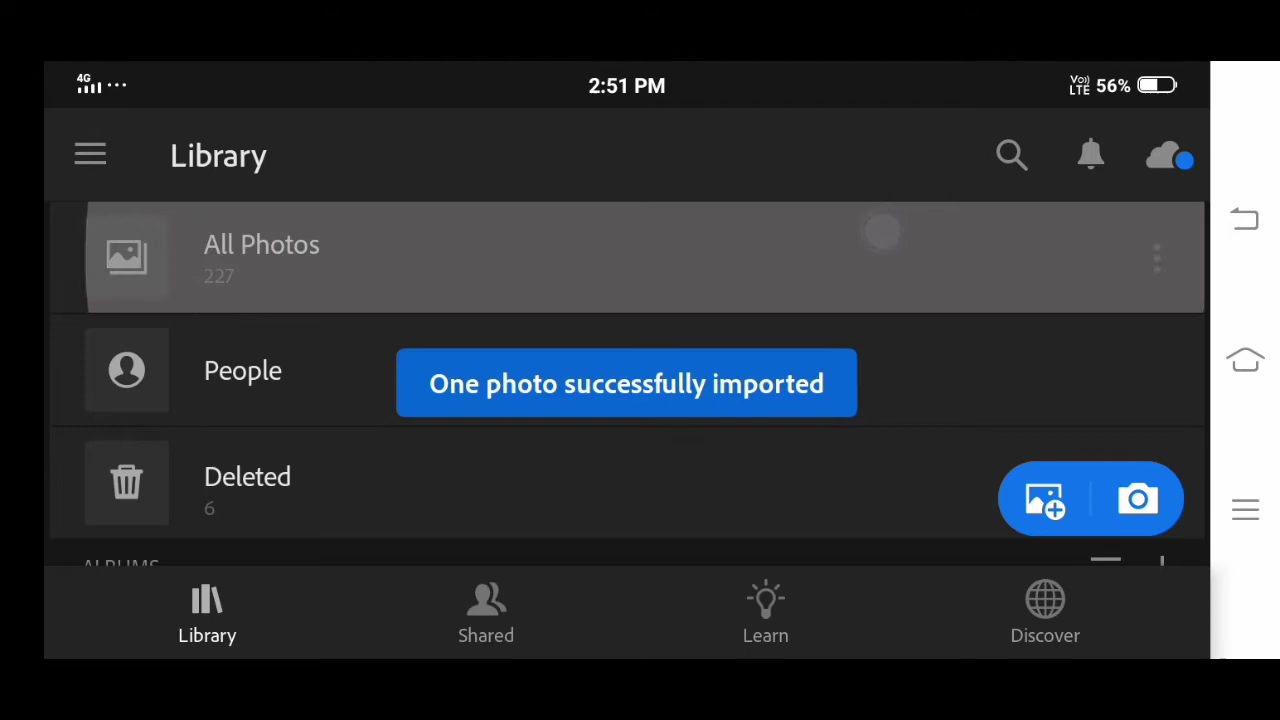 4G 2:51 PM Vo)) LTE 56%
Library
All Photos
227
People
One photo successfully imported
Deleted
6
ALBUMS
Library Shared Learn Discover